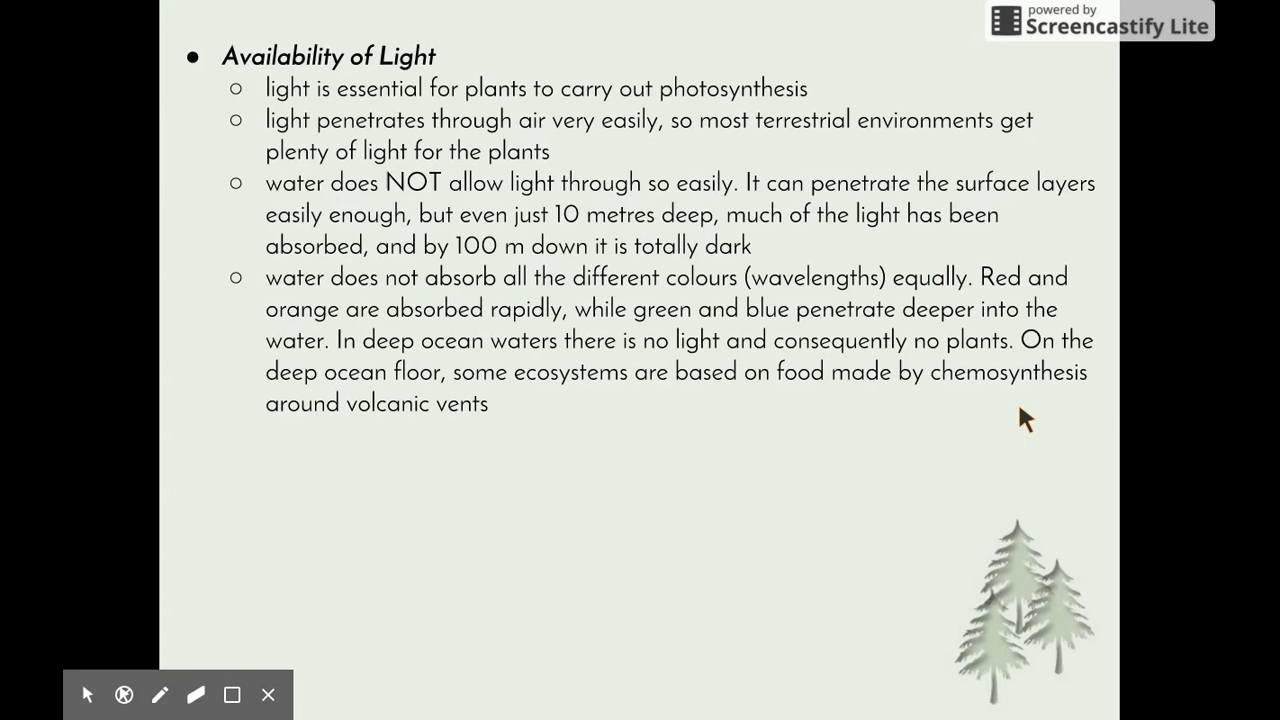 powered by
Screencastify Lite
● Availability of Light
○ light is essential for plants to carry out photosynthesis
○ light penetrates through air very easily, so most terrestrial environments get
plenty of light for the plants
○ water does NOT allow light through so easily. It can penetrate the surface layers
easily enough, but even just 10 metres deep, much of the light has been
absorbed, and by 100 m down it is totally dark
○ water does not absorb all the different colours (wavelengths) equally. Red and
orange are absorbed rapidly, while green and blue penetrate deeper into the
water. In deep ocean waters there is no light and consequently no plants. On the
deep ocean floor, some ecosystems are based on food made by chemosynthesis
around volcanic vents